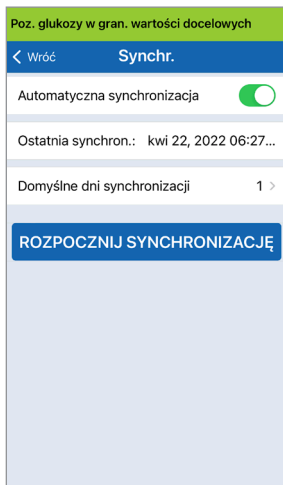 Poz. glukozy w gran. wartości docelowych
Wróć Synchr.
Automatyczna synchronizacja
Ostatnia synchron.: kwi 22, 2022 06:27...
Domyślne dni synchronizacji 1
ROZPOCZNIJ SYNCHRONIZACJĘ